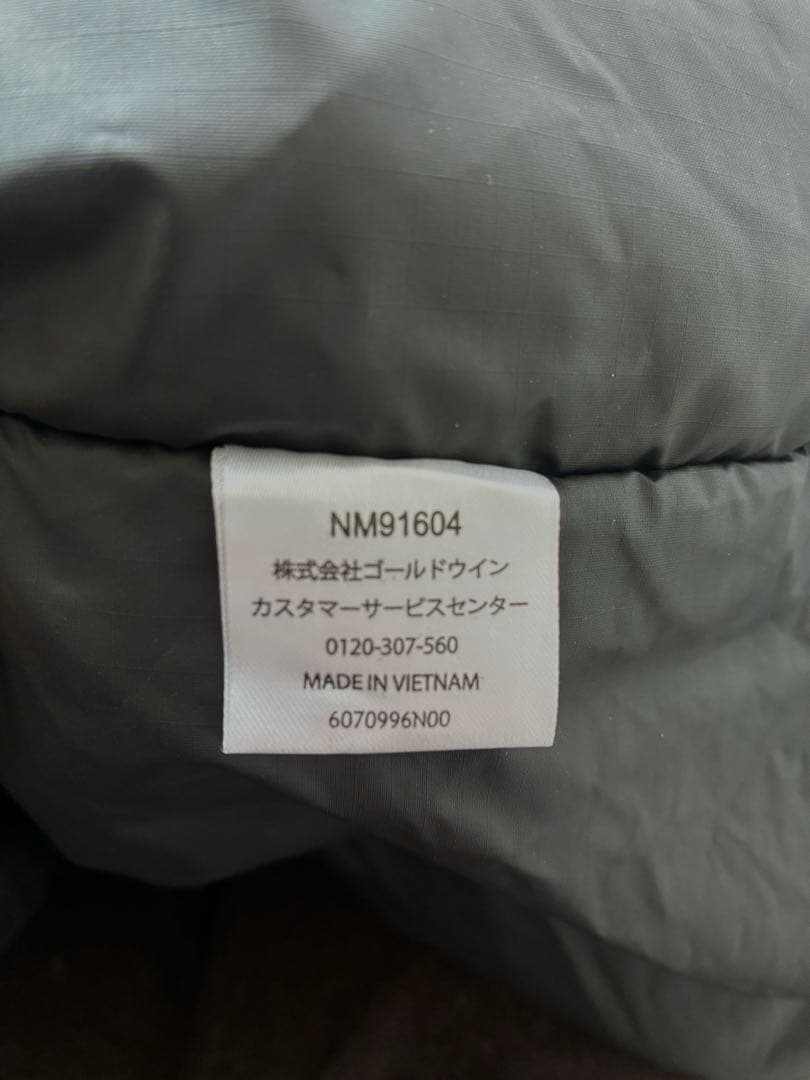 NM91604
株式会社ゴールドウイン
カスタマーサービスセンター
0120-307-560
MADE IN VIETNAM
6070996N00